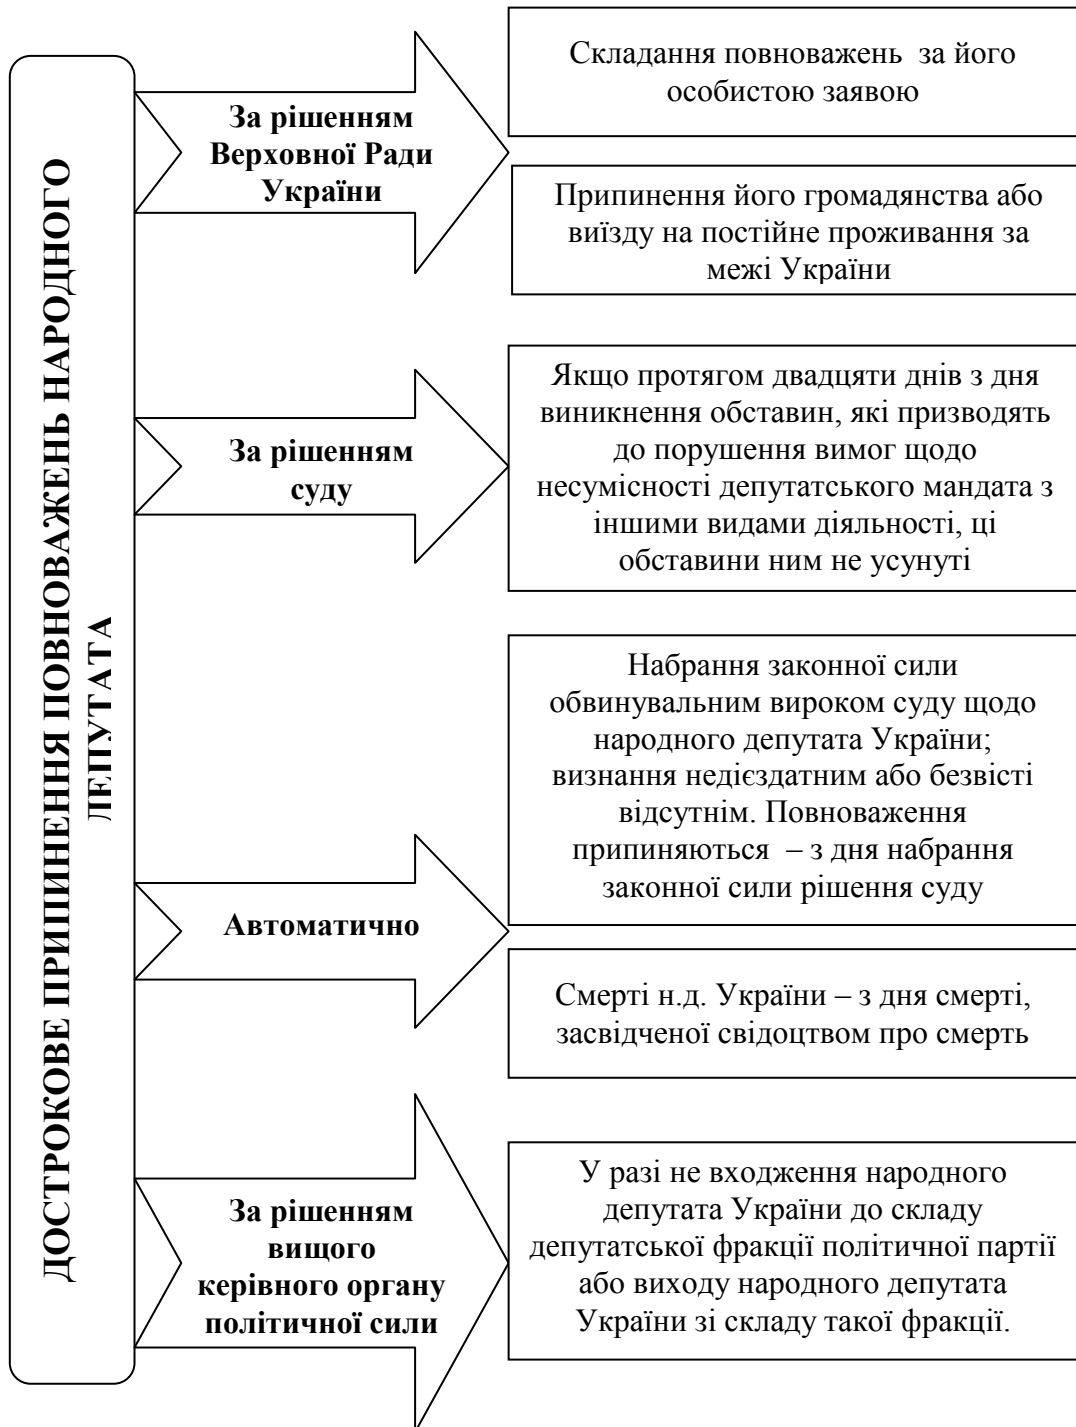 ДОСТРОКОВЕ ПРИПИНЕННЯ ПОВНОВАЖЕНЬ НАРОДНОГО
ДЕПУТАТА
За рішенням
Верховної Ради
України
Складання повноважень за його
особистою заявою
Припинення його громадянства або
виїзду на постійне проживання за
межі України
За рішенням
суду
Якщо протягом двадцяти днів з дня
виникнення обставин, які призводять
до порушення вимог щодо
несумісності депутатського мандата з
іншими видами діяльності, ці
обставини ним не усунуті
Автоматично
Набрання законної сили
обвинувальним вироком суду щодо
народного депутата України;
визнання недієздатним або безвісті
відсутнім. Повноваження
припиняються – з дня набрання
законної сили рішення суду
Смерті н.д. України – з дня смерті,
засвідченої свідоцтвом про смерть
За рішенням
вищого
керівного органу
політичної сили
У разі не входження народного
депутата України до складу
депутатської фракції політичної партії
або виходу народного депутата
України зі складу такої фракції.